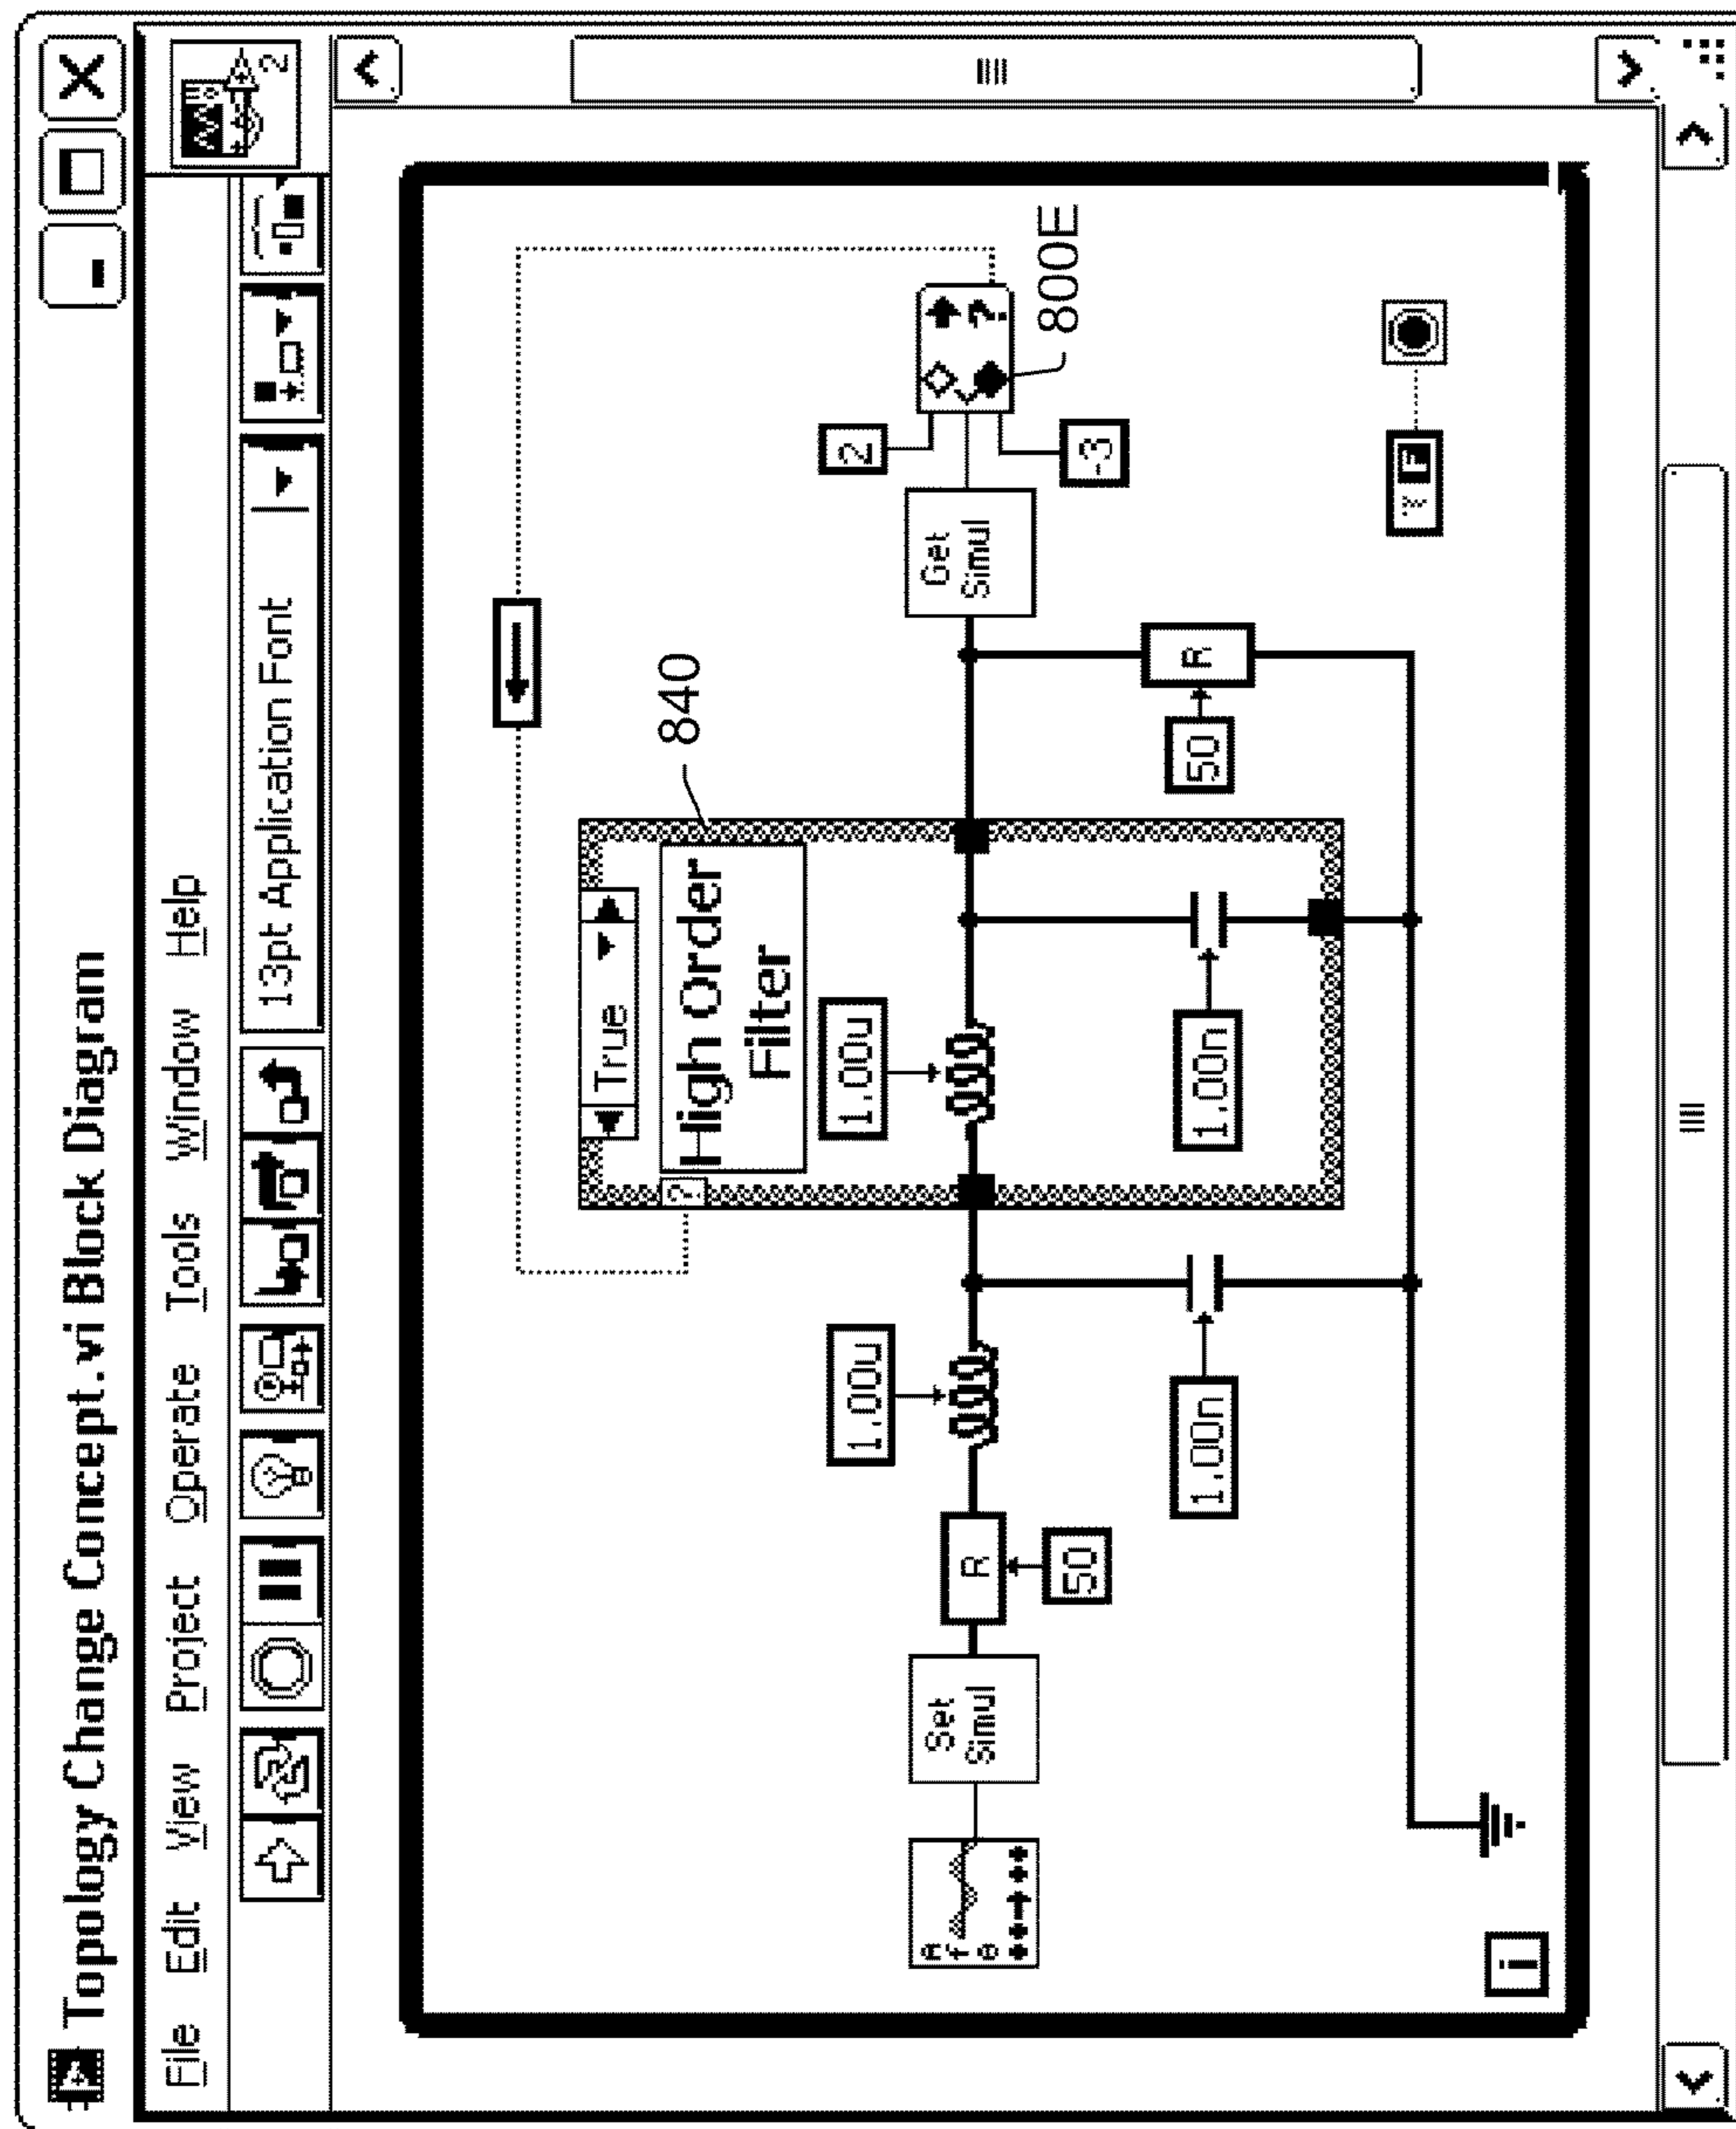 Topology Change Concept.vi Block Diagram
File Edit View Project Operate Tools Window Help
13pt Application Font
2
True
840
High Order
Filter
?
1.00u
1.00u
2
800E
?
A
f
θ
Set
Simul
R
50
Get
Simul
-3
1.00n
1.00n
50
R
T F
i